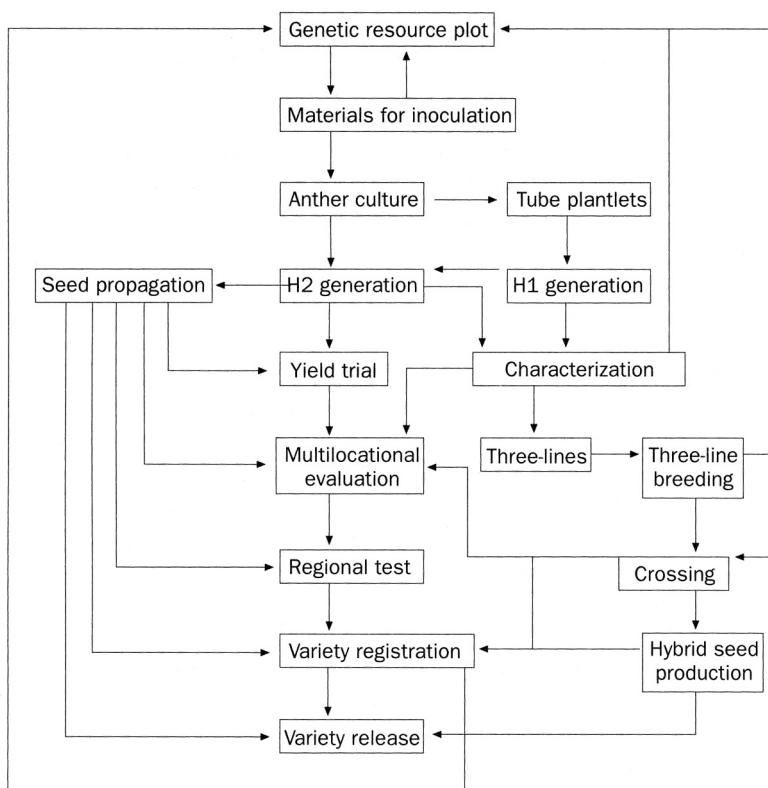 Genetic resource plot
Materials for inoculation
Anther culture
Tube plantlets
Seed propagation
H2 generation
H1 generation
Yield trial
Characterization
Multilocational
evaluation
Three-lines
Three-line
breeding
Regional test
Crossing
Variety registration
Hybrid seed
production
Variety release